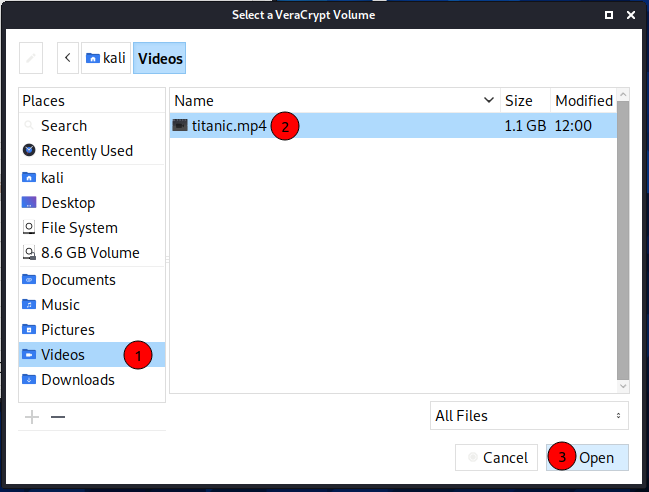 Select a VeraCrypt Volume
kali Videos
Places
Search
Recently Used
kali
Desktop
File System
8.6 GB Volume
Documents
Music
Pictures
Videos 1
Downloads
Name Size Modified
titanic.mp4 2 1.1 GB 12:00
All Files
Cancel 3 Open